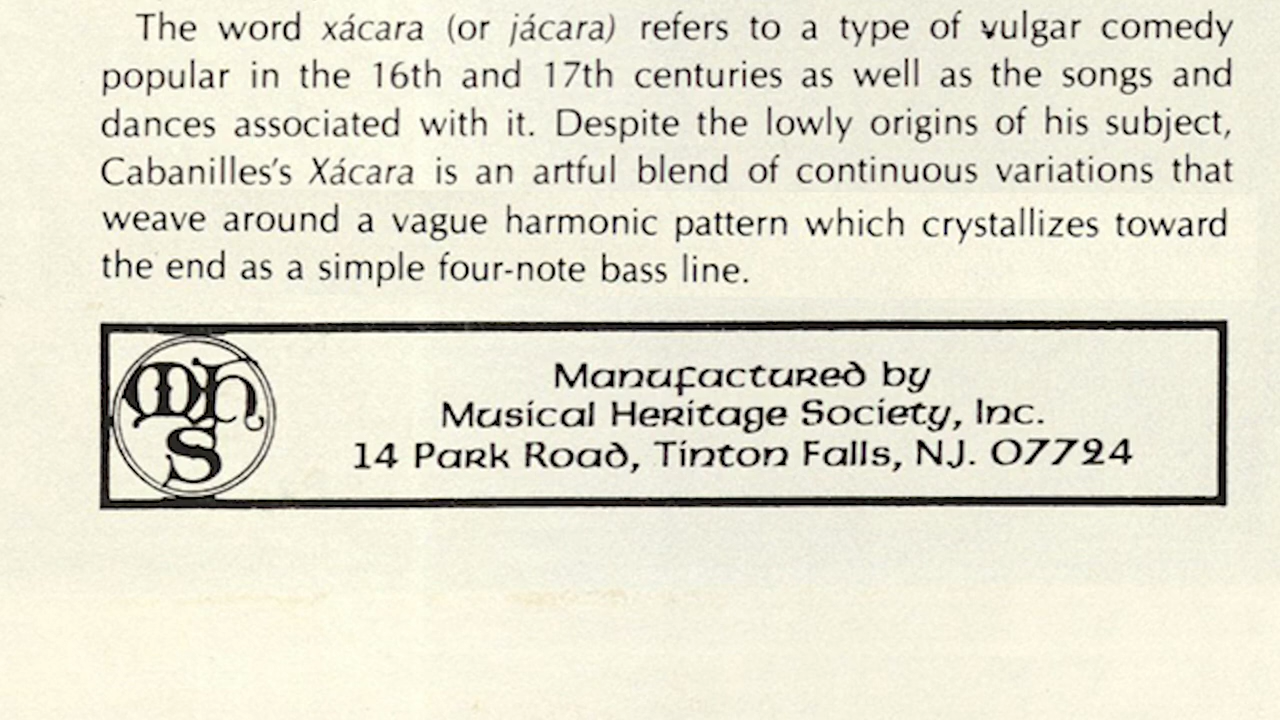 The word xácara (or jácara) refers to a type of vulgar comedy
popular in the 16th and 17th centuries as well as the songs and
dances associated with it. Despite the lowly origins of his subject,
Cabanilles's Xácara is an artful blend of continuous variations that
weave around a vague harmonic pattern which crystallizes toward
the end as a simple four-note bass line.
mhs
Manufactured by
Musical Heritage Society, Inc.
14 Park Road, Tinton Falls, N.J. 07724